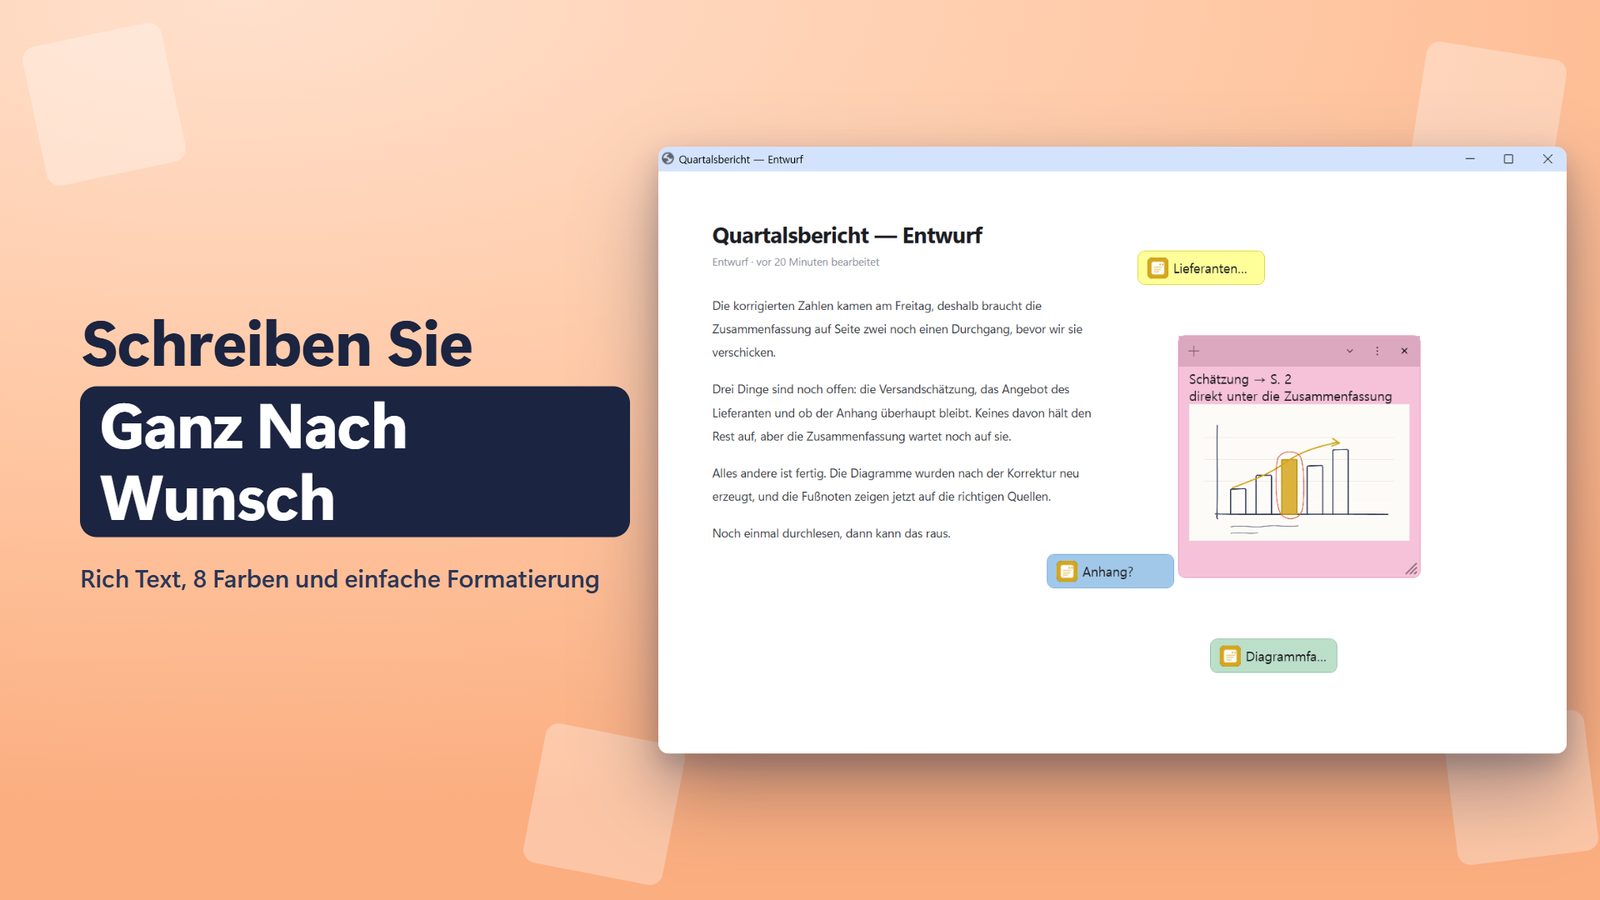 Schreiben Sie
Ganz Nach
Wunsch
Rich Text, 8 Farben und einfache Formatierung
Quartalsbericht — Entwurf
Quartalsbericht — Entwurf
Entwurf · vor 20 Minuten bearbeitet
Die korrigierten Zahlen kamen am Freitag, deshalb braucht die
Zusammenfassung auf Seite zwei noch einen Durchgang, bevor wir sie
verschicken.
Drei Dinge sind noch offen: die Versandschätzung, das Angebot des
Lieferanten und ob der Anhang überhaupt bleibt. Keines davon hält den
Rest auf, aber die Zusammenfassung wartet noch auf sie.
Alles andere ist fertig. Die Diagramme wurden nach der Korrektur neu
erzeugt, und die Fußnoten zeigen jetzt auf die richtigen Quellen.
Noch einmal durchlesen, dann kann das raus.
Lieferanten...
Schätzung → S. 2
direkt unter die Zusammenfassung
Anhang?
Diagrammfa...